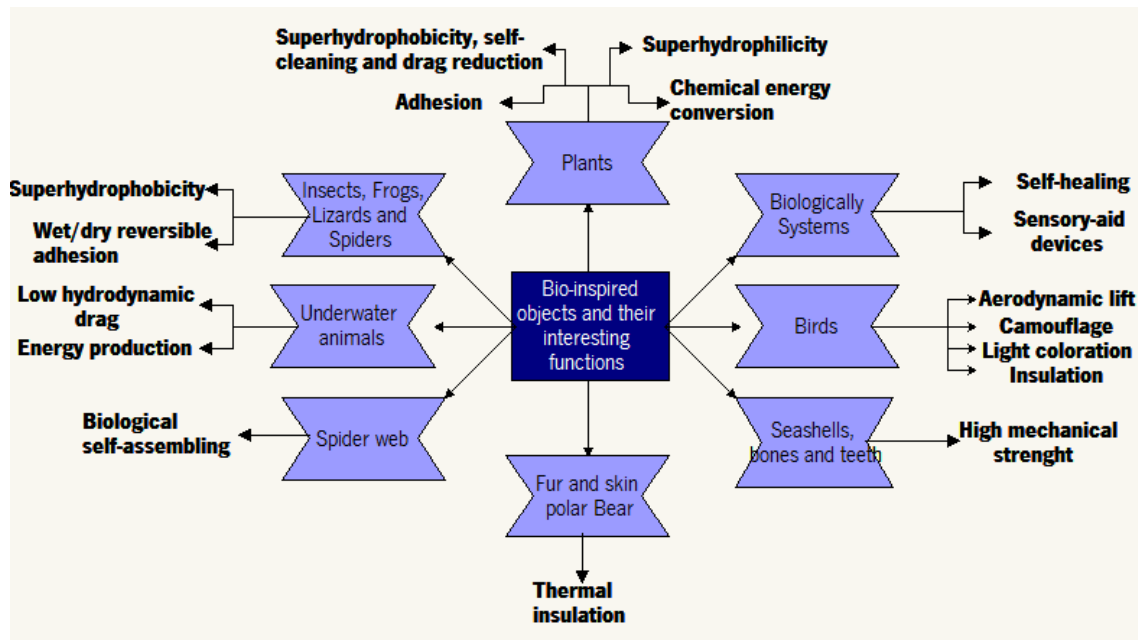 Superhydrophobicity, self-
cleaning and drag reduction
Superhydrophilicity
Adhesion
Chemical energy
conversion
Plants
Superhydrophobicity
Wet/dry reversible
adhesion
Insects, Frogs,
Lizards and
Spiders
Biologically
Systems
Self-healing
Sensory-aid
devices
Low hydrodynamic
drag
Energy production
Underwater
animals
Bio-inspired
objects and their
interesting
functions
Birds
Aerodynamic lift
Camouflage
Light coloration
Insulation
Biological
self-assembling
Spider web
Seashells,
bones and teeth
High mechanical
strenght
Fur and skin
polar Bear
Thermal
insulation